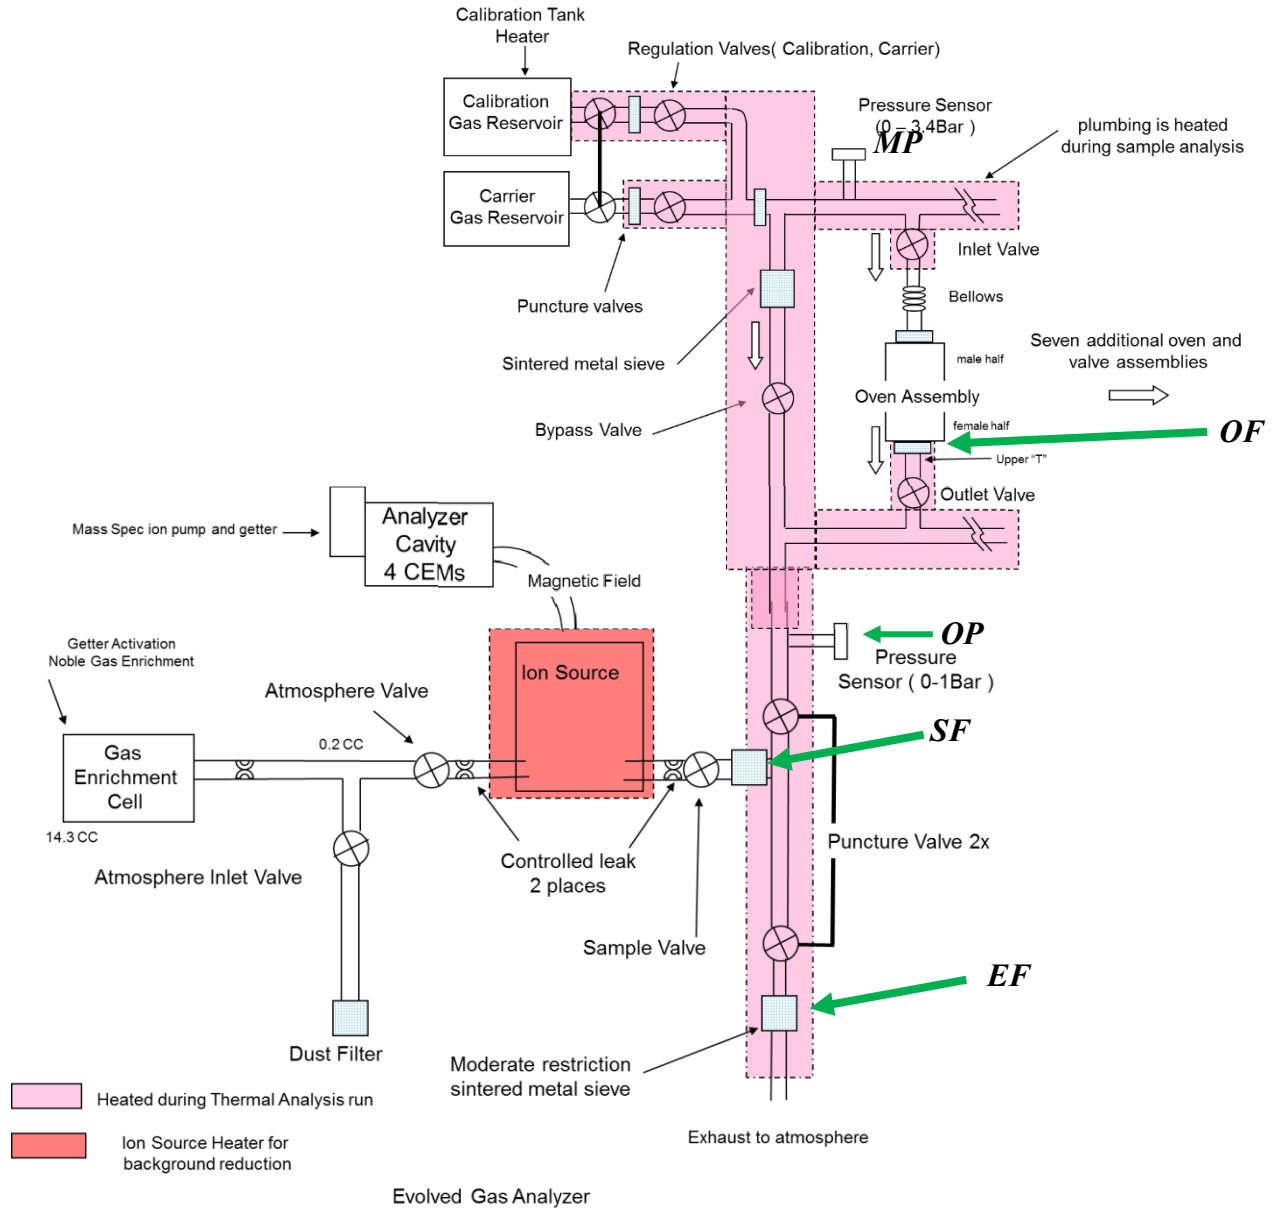 Calibration Tank
Heater
Regulation Valves( Calibration, Carrier)
Calibration
Gas Reservoir
Pressure Sensor
(0 – 3.4Bar )
MP
plumbing is heated
during sample analysis
Carrier
Gas Reservoir
Inlet Valve
Puncture valves
Bellows
Sintered metal sieve
male half
Seven additional oven and
valve assemblies
Oven Assembly
Bypass Valve
female half
OF
Upper “T”
Outlet Valve
Mass Spec ion pump and getter
Analyzer
Cavity
4 CEMs
Magnetic Field
Getter Activation
Noble Gas Enrichment
Ion Source
OP
Pressure
Sensor ( 0-1Bar )
Atmosphere Valve
SF
0.2 CC
Gas
Enrichment
Cell
14.3 CC
Puncture Valve 2x
Controlled leak
2 places
Atmosphere Inlet Valve
Sample Valve
EF
Dust Filter
Moderate restriction
sintered metal sieve
Heated during Thermal Analysis run
Exhaust to atmosphere
Ion Source Heater for
background reduction
Evolved Gas Analyzer